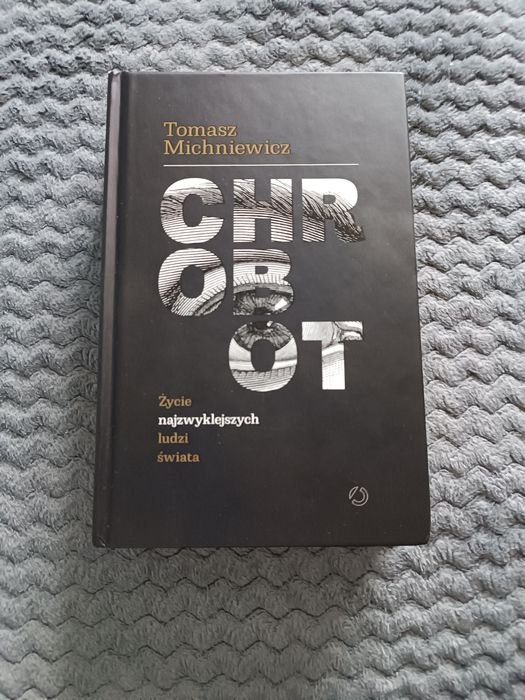 Tomasz
Michniewicz
CHR
OB
OT
Życie
najzwyklejszych
ludzi
świata